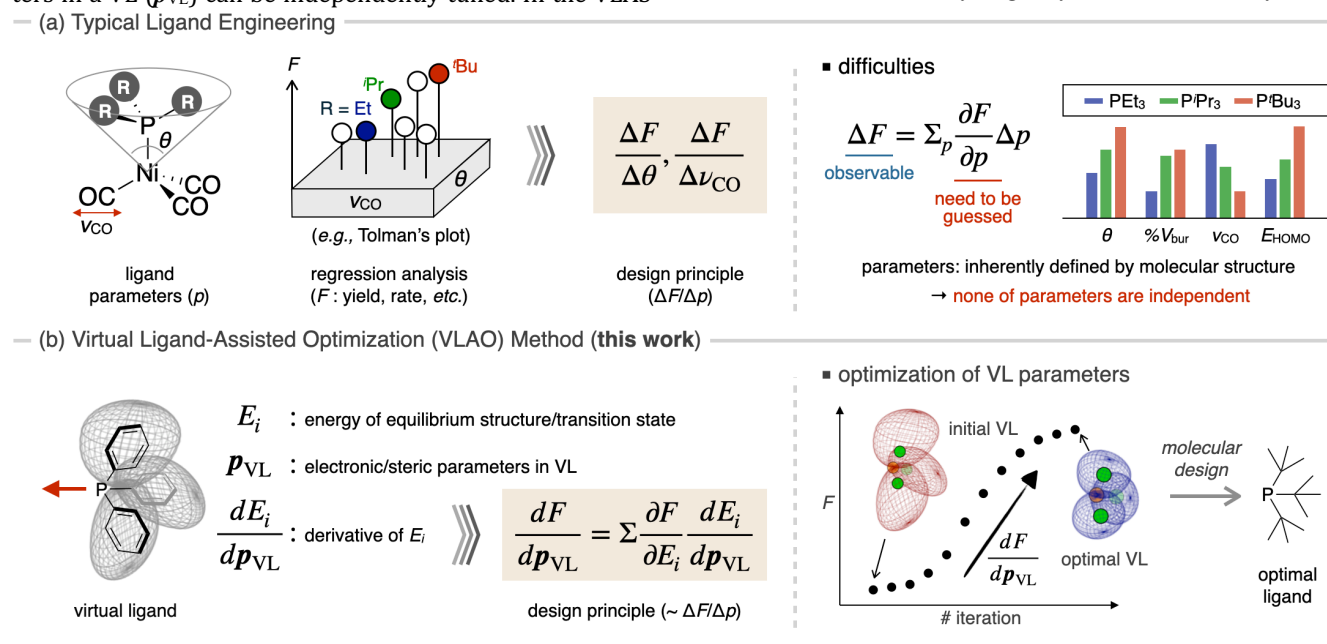 (a) Typical Ligand Engineering
R
R
R
P
θ
Ni
OC
CO
CO
νCO
ligand
parameters (p)
F
R = Et
iPr
tBu
θ
νCO
(e.g., Tolman's plot)
regression analysis
(F : yield, rate, etc.)
ΔF/Δθ, ΔF/ΔνCO
design principle
(ΔF/Δp)
▪ difficulties
ΔF = Σp ∂F/∂p Δp
observable
need to be
guessed
PEt3 PiPr3 PtBu3
θ %Vbur νCO EHOMO
parameters: inherently defined by molecular structure
→ none of parameters are independent
(b) Virtual Ligand-Assisted Optimization (VLAO) Method (this work)
P
virtual ligand
Ei : energy of equilibrium structure/transition state
pVL : electronic/steric parameters in VL
dEi/dpVL : derivative of Ei
dF/dpVL = Σ ∂F/∂Ei dEi/dpVL
design principle (~ ΔF/Δp)
▪ optimization of VL parameters
F
initial VL
dF/dpVL
optimal VL
# iteration
molecular
design
P
optimal
ligand